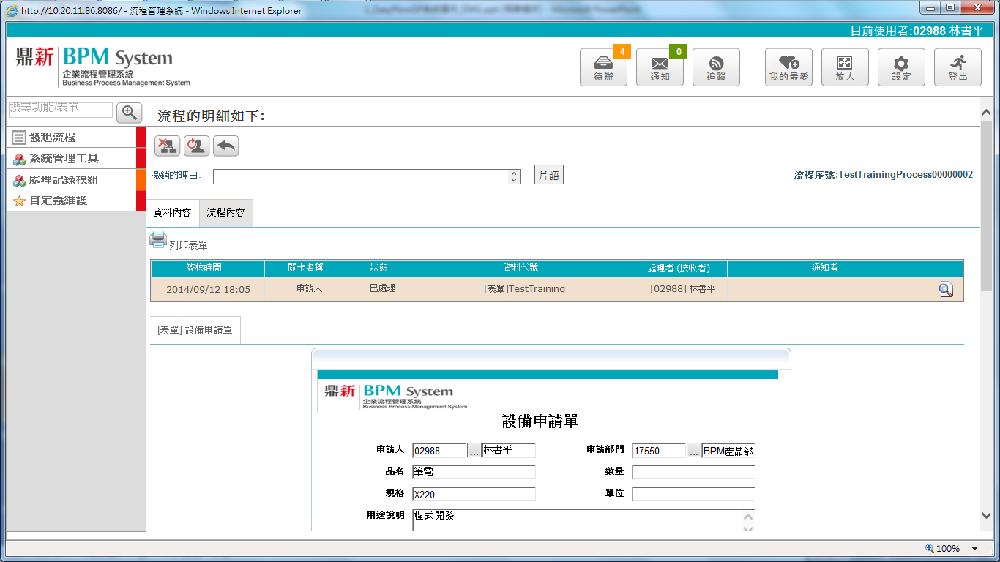 http://10.20.11.86:8086/ - 流程管理系統 - Windows Internet Explorer
目前使用者:02988 林書平
鼎新 BPM System
企業流程管理系統
Business Process Management System
4 0
待辦 通知 追蹤 我的最愛 放大 設定 登出
搜尋功能/表單
流程的明細如下:
發起流程
系統管理工具
處理記錄模組
自定義維護
撤銷的理由: 片語 流程序號:TestTrainingProcess00000002
資料內容 流程內容
列印表單
簽核時間 關卡名稱 狀態 資料代號 處理者 (接收者) 通知者
2014/09/12 18:05 申請人 已處理 [表單]TestTraining [02988] 林書平
[表單] 設備申請單
鼎新 BPM System
企業流程管理系統
Business Process Management System
設備申請單
申請人 02988 ... 林書平 申請部門 17550 ... BPM產品部
品名 筆電 數量
規格 X220 單位
用途說明 程式開發
100%